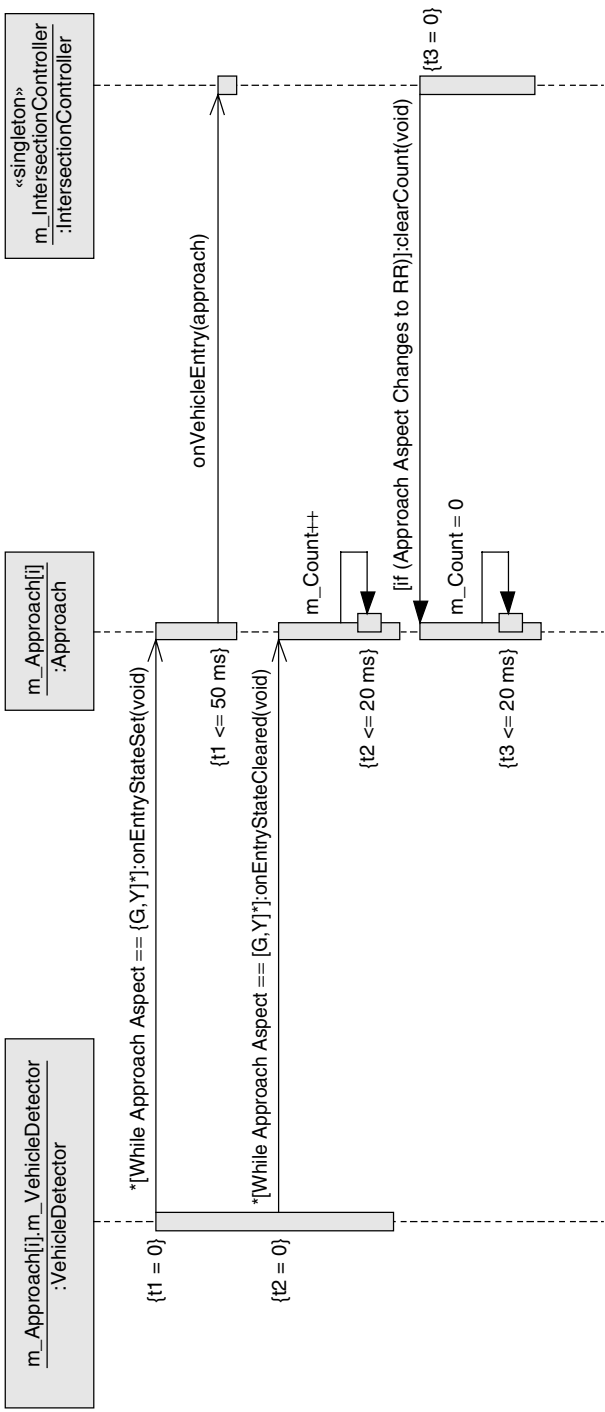 m_Approach[i].m_VehicleDetector
:VehicleDetector
m_Approach[i]
:Approach
«singleton»
m_IntersectionController
:IntersectionController
{t1 = 0}
*[While Approach Aspect == {G,Y]*]:onEntryStateSet(void)
{t1 <= 50 ms}
onVehicleEntry(approach)
{t2 = 0}
*[While Approach Aspect == [G,Y]*]:onEntryStateCleared(void)
m_Count++
{t2 <= 20 ms}
[if (Approach Aspect Changes to RR)]:clearCount(void)
{t3 = 0}
m_Count = 0
{t3 <= 20 ms}